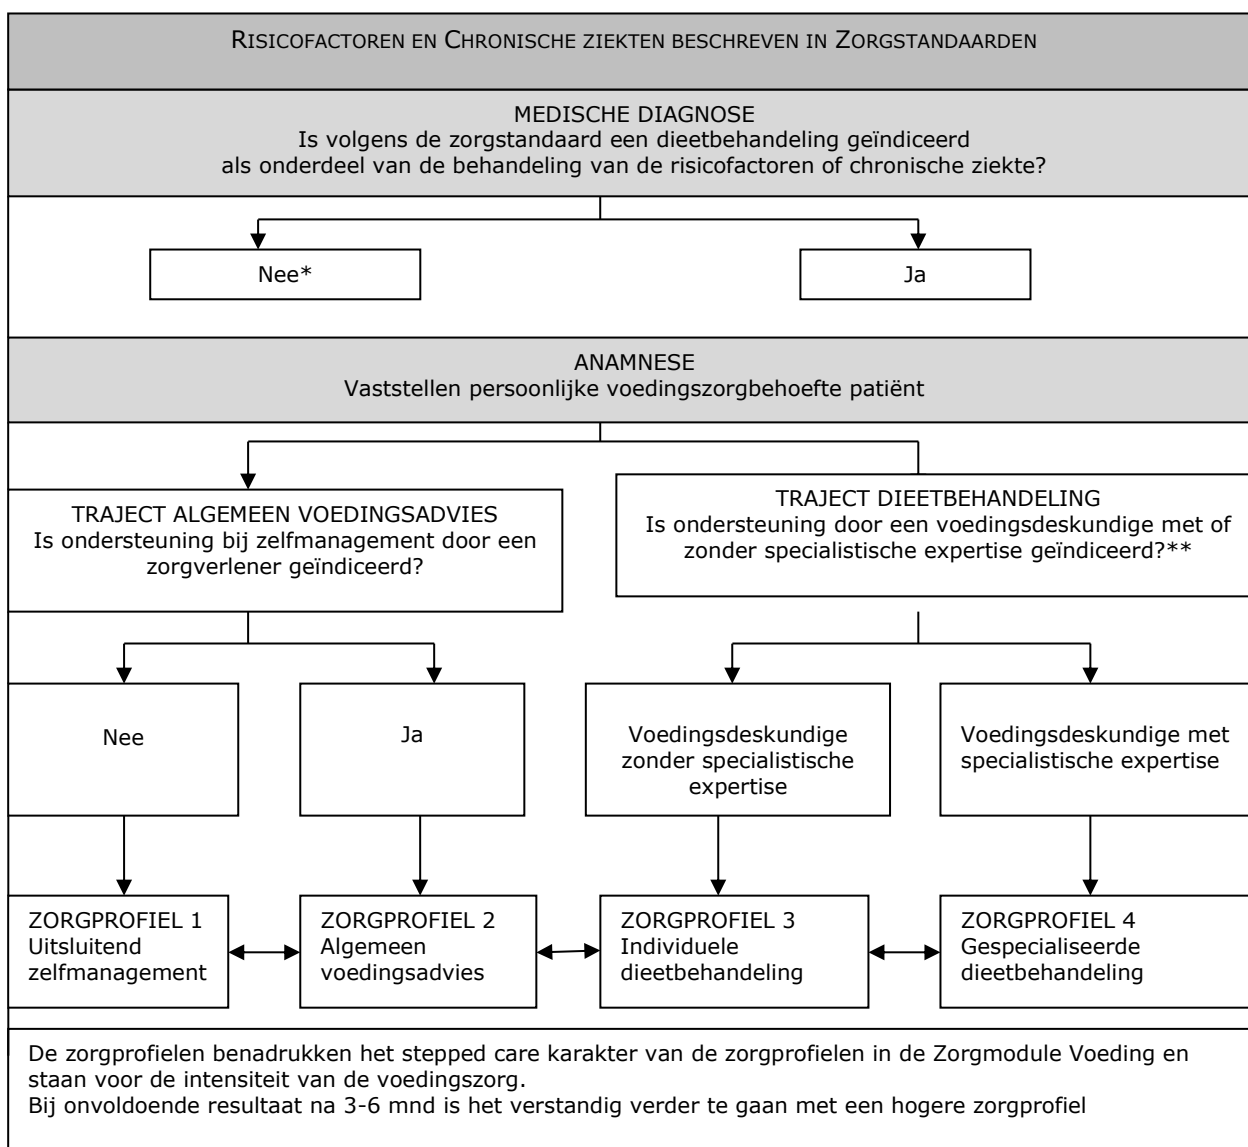 RISICOFACTOREN EN CHRONISCHE ZIEKTEN BESCHREVEN IN ZORGSTANDAARDEN
MEDISCHE DIAGNOSE
Is volgens de zorgstandaard een dieetbehandeling geïndiceerd
als onderdeel van de behandeling van de risicofactoren of chronische ziekte?
Nee*
Ja
ANAMNESE
Vaststellen persoonlijke voedingszorgbehoefte patiënt
TRAJECT ALGEMEEN VOEDINGSADVIES
Is ondersteuning bij zelfmanagement door een
zorgverlener geïndiceerd?
TRAJECT DIEETBEHANDELING
Is ondersteuning door een voedingsdeskundige met of
zonder specialistische expertise geïndiceerd?**
Nee
Ja
Voedingsdeskundige
zonder specialistische
expertise
Voedingsdeskundige met
specialistische expertise
ZORGPROFIEL 1
Uitsluitend
zelfmanagement
ZORGPROFIEL 2
Algemeen
voedingsadvies
ZORGPROFIEL 3
Individuele
dieetbehandeling
ZORGPROFIEL 4
Gespecialiseerde
dieetbehandeling
De zorgprofielen benadrukken het stepped care karakter van de zorgprofielen in de Zorgmodule Voeding en
staan voor de intensiteit van de voedingszorg.
Bij onvoldoende resultaat na 3-6 mnd is het verstandig verder te gaan met een hogere zorgprofiel